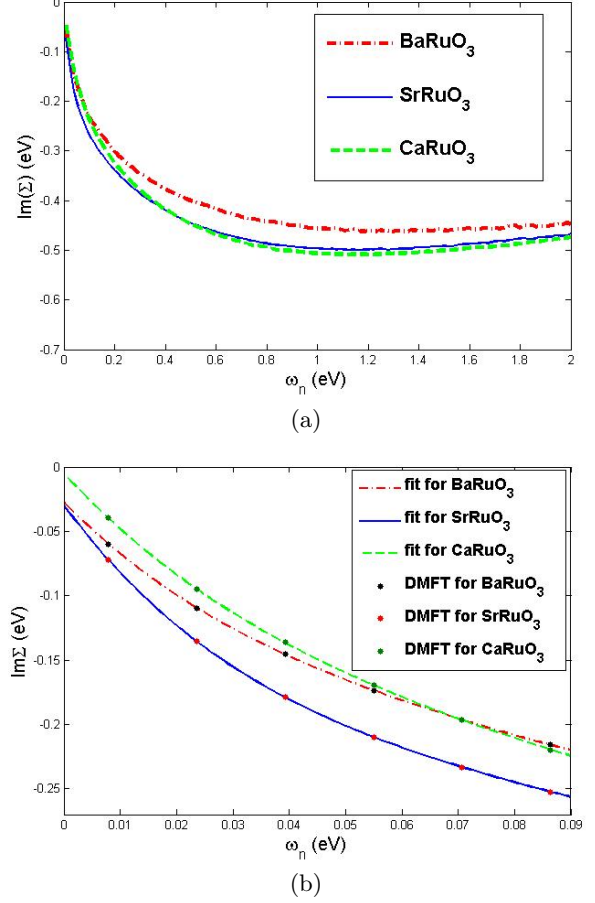 -0
-0.1
-0.2
-0.3
-0.4
-0.5
-0.6
-0.7
Im(Σ) (eV)
BaRuO3
SrRuO3
CaRuO3
0 0.2 0.4 0.6 0.8 1 1.2 1.4 1.6 1.8 2
ωn (eV)
(a)
0
-0.05
-0.1
-0.15
-0.2
-0.25
ImΣ (eV)
fit for BaRuO3
fit for SrRuO3
fit for CaRuO3
DMFT for BaRuO3
DMFT for SrRuO3
DMFT for CaRuO3
0 0.01 0.02 0.03 0.04 0.05 0.06 0.07 0.08 0.09
ωn (eV)
(b)